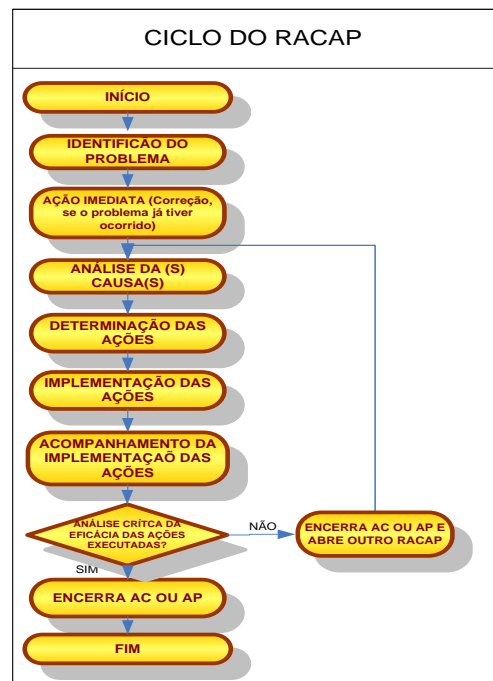 CICLO DO RACAP
INÍCIO
IDENTIFICÃO DO
PROBLEMA
AÇÃO IMEDIATA (Correção,
se o problema já tiver
ocorrido)
ANÁLISE DA (S)
CAUSA(S)
DETERMINAÇÃO DAS
AÇÕES
IMPLEMENTAÇÃO DAS
AÇÕES
ACOMPANHAMENTO DA
IMPLEMENTAÇÕ DAS
AÇÕES
ANÁLISE CRÍTCA DA
EFICÁCIA DAS AÇÕES
EXECUTADAS?
NÃO
ENCERRA AC OU AP E
ABRE OUTRO RACAP
SIM
ENCERRA AC OU AP
FIM